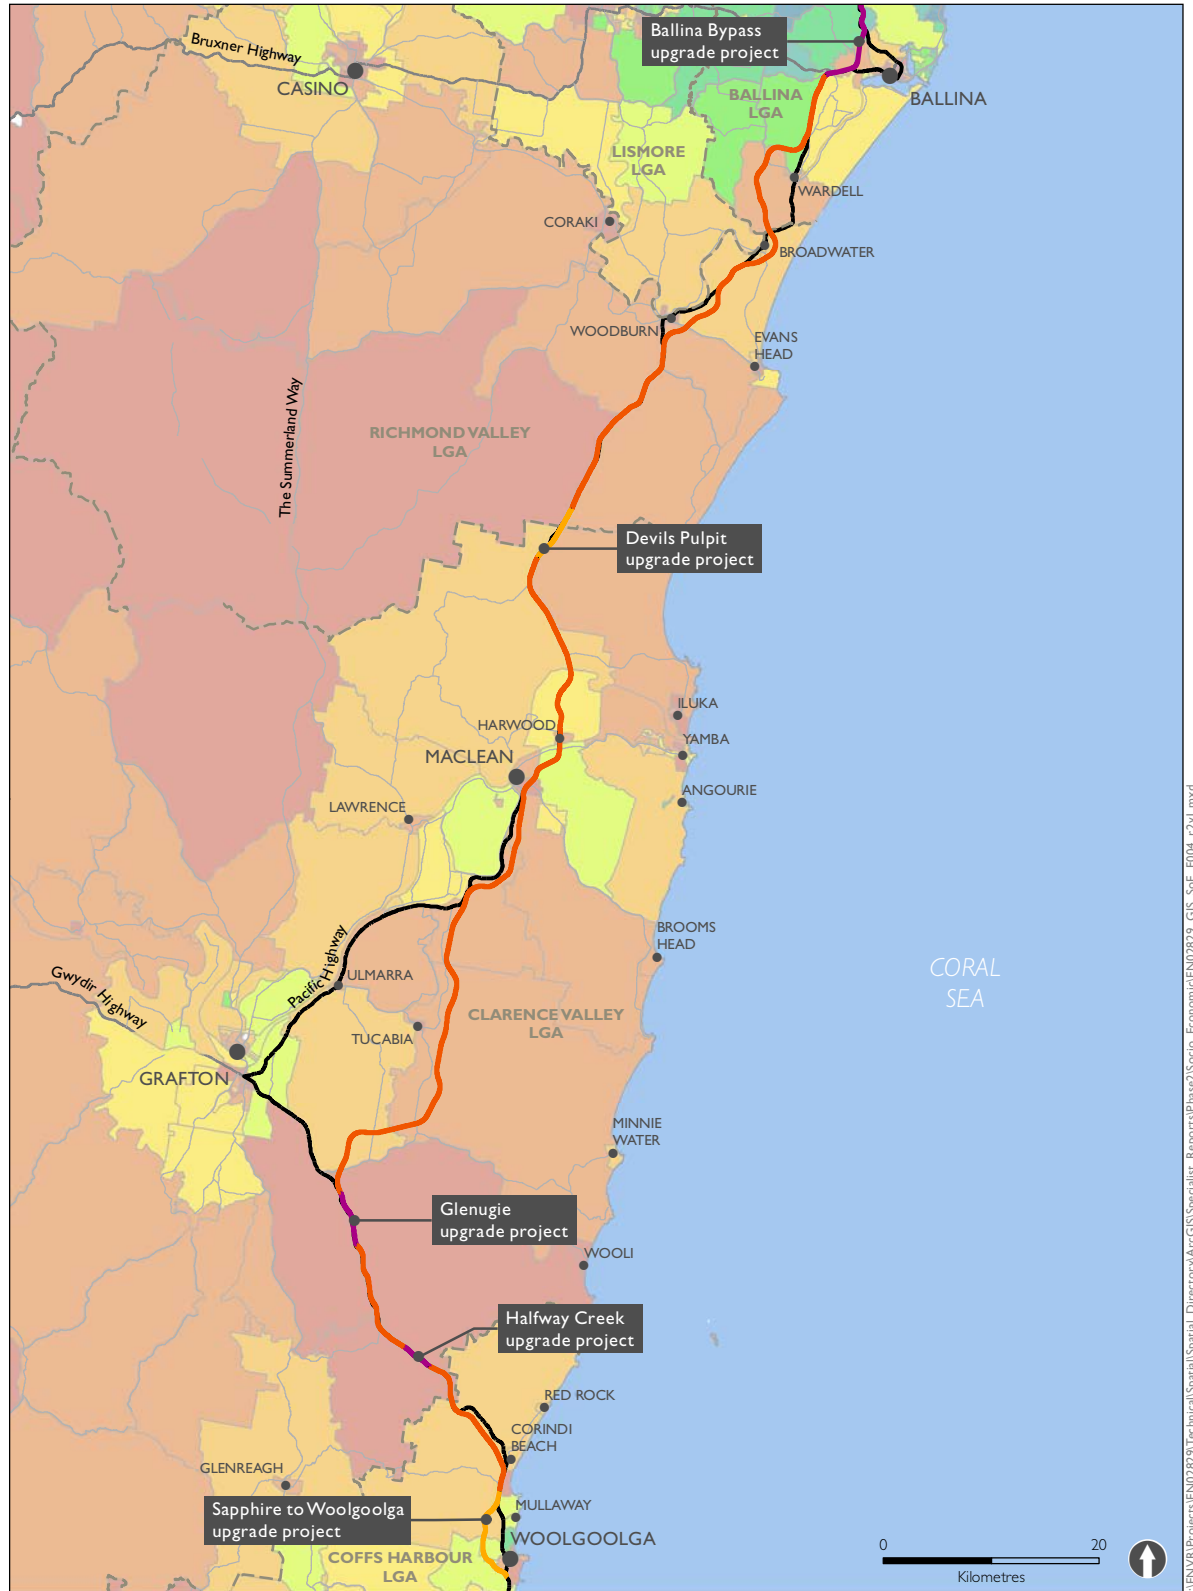 Ballina Bypass
upgrade project
Bruxner Highway
CASINO
BALLINA
BALLINA
LGA
LISMORE
LGA
WARDELL
CORAKI
BROADWATER
WOODBURN
EVANS
HEAD
The Summerland Way
RICHMOND VALLEY
LGA
Devils Pulpit
upgrade project
ILUKA
HARWOOD
YAMBA
MACLEAN
ANGOURIE
LAWRENCE
BROOMS
HEAD
Pacific Highway
CORAL
SEA
Gwydir Highway
ULMARRA
CLARENCE VALLEY
LGA
TUCABIA
GRAFTON
MINNIE
WATER
Glenugie
upgrade project
WOOLI
Halfway Creek
upgrade project
RED ROCK
CORINDI
BEACH
GLENREAGH
Sapphire to Woolgoolga
upgrade project
MULLAWAY
WOOLGOOLGA
COFFS HARBOUR
LGA
0 20
Kilometres